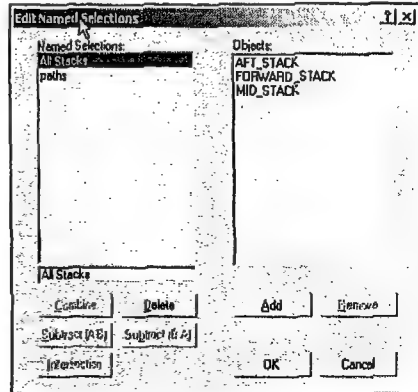 Edit Named Selections
Named Selections:
All Stacks
paths
Objects:
AFT_STACK
FORWARD_STACK
MID_STACK
All Stacks
Combine
Delete
Add
Remove
Subtract (A-B)
Subtract (B-A)
Intersection
OK
Cancel